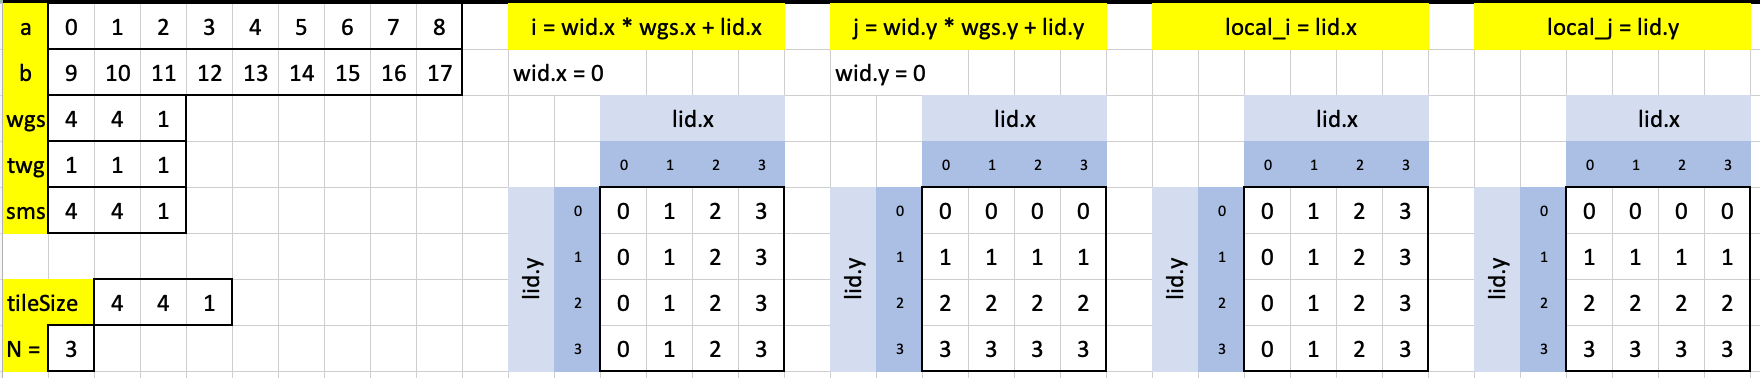 a 0 1 2 3 4 5 6 7 8 i = wid.x * wgs.x + lid.x j = wid.y * wgs.y + lid.y local_i = lid.x local_j = lid.y
b 9 10 11 12 13 14 15 16 17 wid.x = 0 wid.y = 0
wgs 4 4 1 lid.x lid.x lid.x lid.x
twg 1 1 1 0 1 2 3 0 1 2 3 0 1 2 3 0 1 2 3
sms 4 4 1 0 0 1 2 3 0 0 0 0 0 0 0 1 2 3 0 0 0 0 0
lid.y 1 0 1 2 3 lid.y 1 1 1 1 1 lid.y 1 0 1 2 3 lid.y 1 1 1 1 1
tileSize 4 4 1 2 0 1 2 3 2 2 2 2 2 2 0 1 2 3 2 2 2 2 2
N = 3 3 0 1 2 3 3 3 3 3 3 3 0 1 2 3 3 3 3 3 3